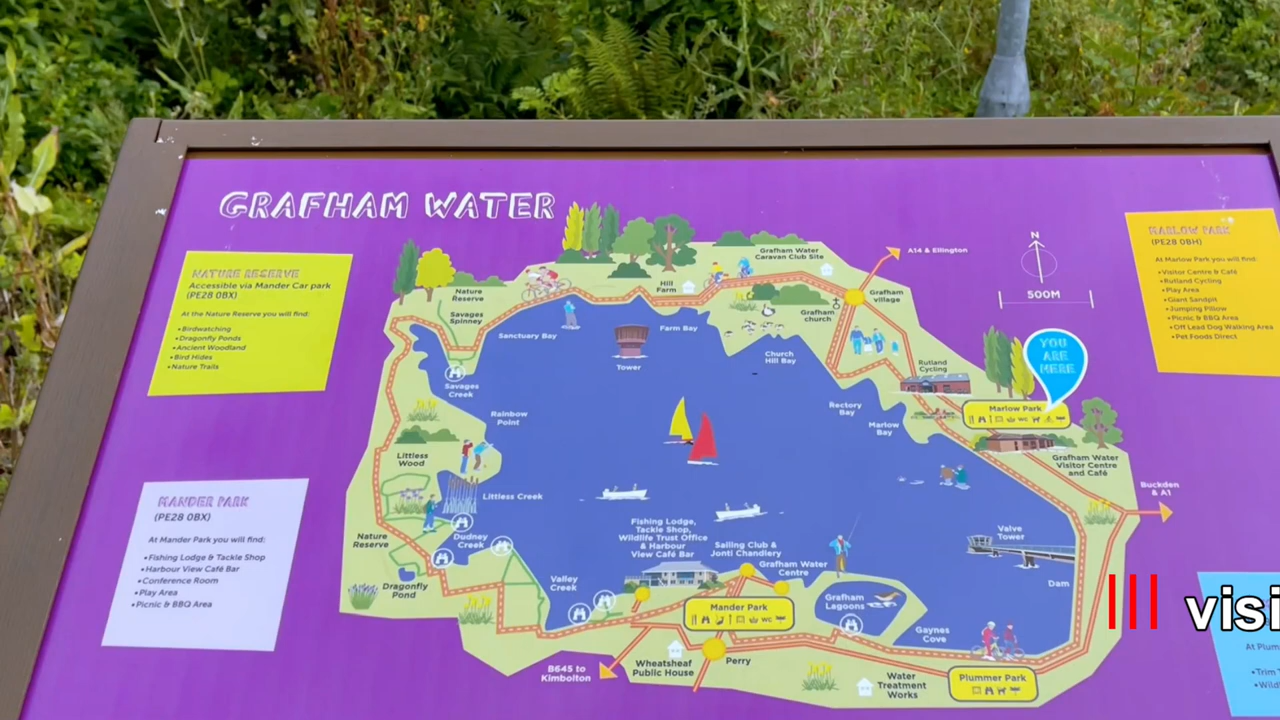 GRAFHAM WATER
NATURE RESERVE
Accessible via Mander Car park
(PE28 0BX)
At the Nature Reserve you will find:
•Birdwatching
•Dragonfly Ponds
•Ancient Woodland
•Bird Hides
•Nature Trails
MANDER PARK
(PE28 0BX)
At Mander Park you will find:
•Fishing Lodge & Tackle Shop
•Harbour View Café Bar
•Conference Room
•Play Area
•Picnic & BBQ Area
MARLOW PARK
(PE28 0BH)
At Marlow Park you will find:
•Visitor Centre & Café
•Rutland Cycling
•Play Area
•Giant Sandpit
•Jumping Pillow
•Picnic & BBQ Area
•Off Lead Dog Walking Area
•Pet Foods Direct
N
500M
YOU
ARE
HERE
A14 & Ellington
Grafham Water
Caravan Club Site
Hill
Farm
Grafham
village
Grafham
church
Nature
Reserve
Savages
Spinney
Sanctuary Bay
Farm Bay
Tower
Church
Hill Bay
Rutland
Cycling
Savages
Creek
Rainbow
Point
Rectory
Bay
Marlow
Bay
Marlow Park
Grafham Water
Visitor Centre
and Café
Buckden
& A1
Littless
Wood
Littless Creek
Nature
Reserve
Dudney
Creek
Dragonfly
Pond
Valley
Creek
Fishing Lodge,
Tackle Shop,
Wildlife Trust Office
& Harbour
View Café Bar
Sailing Club &
Jonti Chandlery
Grafham Water
Centre
Valve
Tower
Dam
Grafham
Lagoons
Gaynes
Cove
Mander Park
WC
B645 to
Kimbolton
Wheatsheaf
Public House
Perry
Water
Treatment
Works
Plummer Park
At Plum
•Trim
•Wild
visi